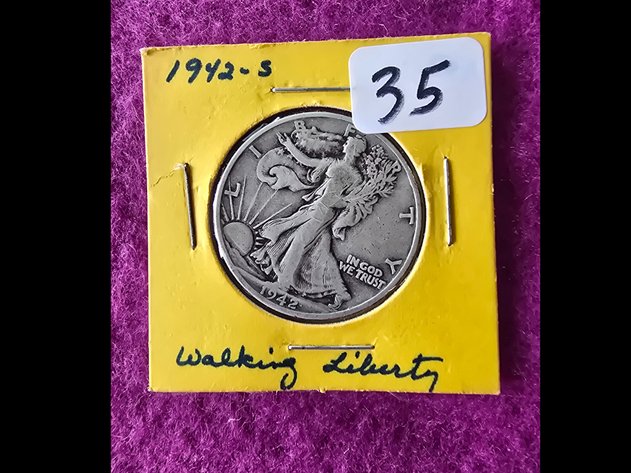 1942-S
35
LIBERTY
IN GOD
WE TRUST
1942
Walking Liberty